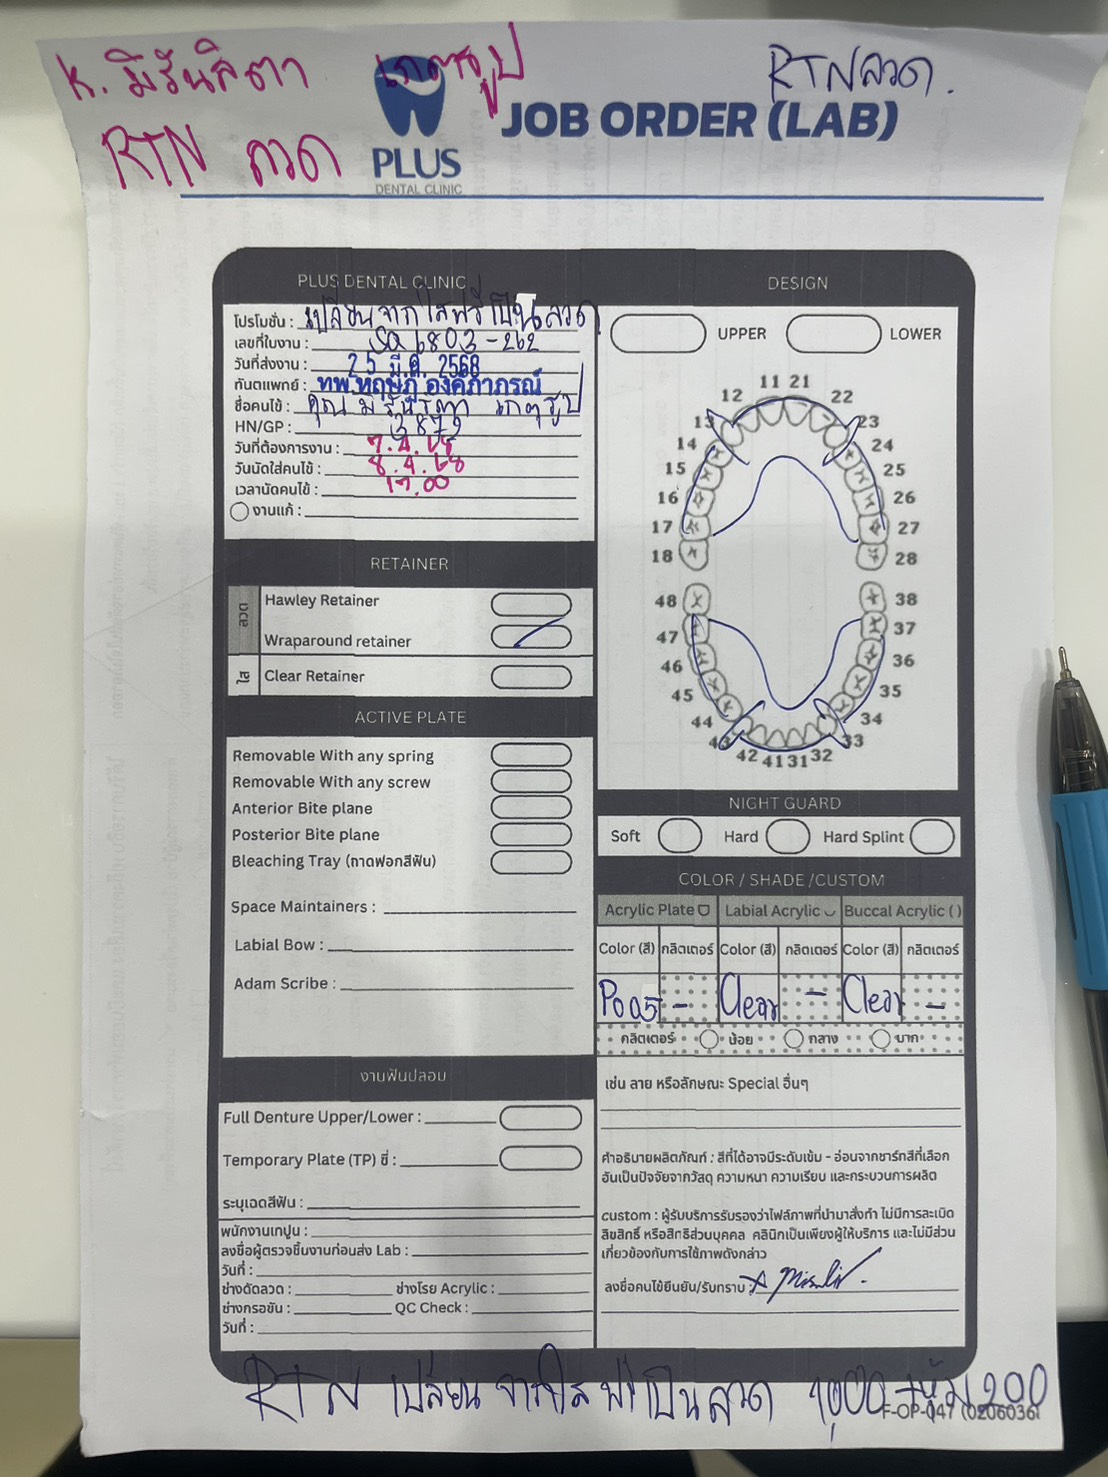 K. มิรันสิตา เกตุรูป
RTN ลวด
RTN ลวด.
PLUS
DENTAL CLINIC
JOB ORDER (LAB)
PLUS DENTAL CLINIC
โปรโมชั่น : เปลี่ยนจากใสฟรีเป็นลวด
เลขที่ใบงาน : SO 6803-262
วันที่ส่งงาน : 25 มี.ค. 2568
ทันตแพทย์ : ทพ.หฤษฎ์ องค์ภากรณ์
ชื่อคนไข้ : คุณ เกตุรูป
HN/GP : 3879
วันที่ต้องการงาน : 7.4.68
วันนัดใส่คนไข้ : 8.4.68
เวลานัดคนไข้ : 17.00
งานแก้ :
DESIGN
UPPER LOWER
11 21
12 22
13 23
14 24
15 25
16 26
17 27
18 28
48 38
47 37
46 36
45 35
44 34
43 33
42 41 31 32
RETAINER
ลวด
Hawley Retainer
Wraparound retainer
ใส
Clear Retainer
ACTIVE PLATE
Removable With any spring
Removable With any screw
Anterior Bite plane
Posterior Bite plane
Bleaching Tray (ถาดฟอกสีฟัน)
Space Maintainers :
Labial Bow :
Adam Scribe :
NIGHT GUARD
Soft Hard Hard Splint
COLOR / SHADE /CUSTOM
Acrylic Plate Labial Acrylic Buccal Acrylic ( )
Color (สี) กลิตเตอร์ Color (สี) กลิตเตอร์ Color (สี) กลิตเตอร์
Poa5 - Clear - Clear -
กลิตเตอร์ น้อย กลาง มาก
เช่น ลาย หรือลักษณะ Special อื่นๆ
งานฟันปลอม
Full Denture Upper/Lower :
Temporary Plate (TP) ซี่ :
ระบุเฉดสีฟัน :
พนักงานเทปูน :
ลงชื่อผู้ตรวจชิ้นงานก่อนส่ง Lab :
วันที่ :
ช่างดัดลวด : ช่างโรย Acrylic :
ช่างกรอขัน : QC Check :
วันที่ :
คำอธิบายผลิตภัณฑ์ : สีที่ได้อาจมีระดับเข้ม - อ่อนจากชาร์ทสีที่เลือก
อันเป็นปัจจัยจากวัสดุ ความหนา ความเรียบ และกระบวนการผลิต
custom : ผู้รับบริการรับรองว่าไฟล์ภาพที่นำมาสั่งทำ ไม่มีการละเมิด
ลิขสิทธิ์ หรือสิทธิส่วนบุคคล คลินิกเป็นเพียงผู้ให้บริการ และไม่มีส่วน
เกี่ยวข้องกับการใช้ภาพดังกล่าว
ลงชื่อคนไข้ยืนยัน/รับทราบ :
RTN เปลี่ยนจากใสฟรีเป็นลวด 1,000 + หุ้ม 200
F-OP-047 (020603